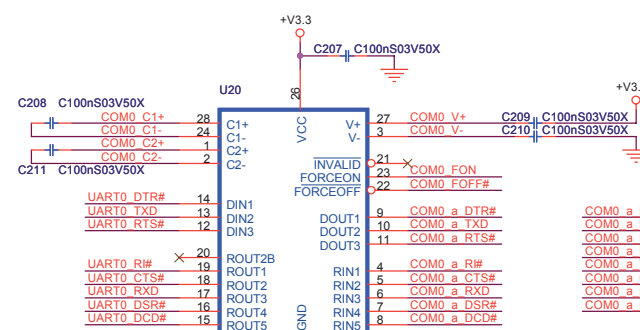 +V3.3
C207 C100nS03V50X
U20
+V3.
26
VCC
C208 C100nS03V50X
COM0_C1+ 28 C1+
COM0_C1- 24 C1-
COM0_C2+ 1 C2+
COM0_C2- 2 C2-
C211 C100nS03V50X
V+ 27 COM0_V+ C209 C100nS03V50X
V- 3 COM0_V- C210 C100nS03V50X
INVALID 21
FORCEON 23 COM0_FON
FORCEOFF 22 COM0_FOFF#
UART0_DTR# 14 DIN1
UART0_TXD 13 DIN2
UART0_RTS# 12 DIN3
DOUT1 9 COM0_a_DTR# COM0_a
DOUT2 10 COM0_a_TXD COM0_a
DOUT3 11 COM0_a_RTS# COM0_a
20 ROUT2B COM0_a
UART0_RI# 19 ROUT1 RIN1 4 COM0_a_RI# COM0_a
UART0_CTS# 18 ROUT2 RIN2 5 COM0_a_CTS# COM0_a
UART0_RXD 17 ROUT3 RIN3 6 COM0_a_RXD COM0_a
UART0_DSR# 16 ROUT4 RIN4 7 COM0_a_DSR# COM0_a
UART0_DCD# 15 ROUT5 RIN5 8 COM0_a_DCD#
GND